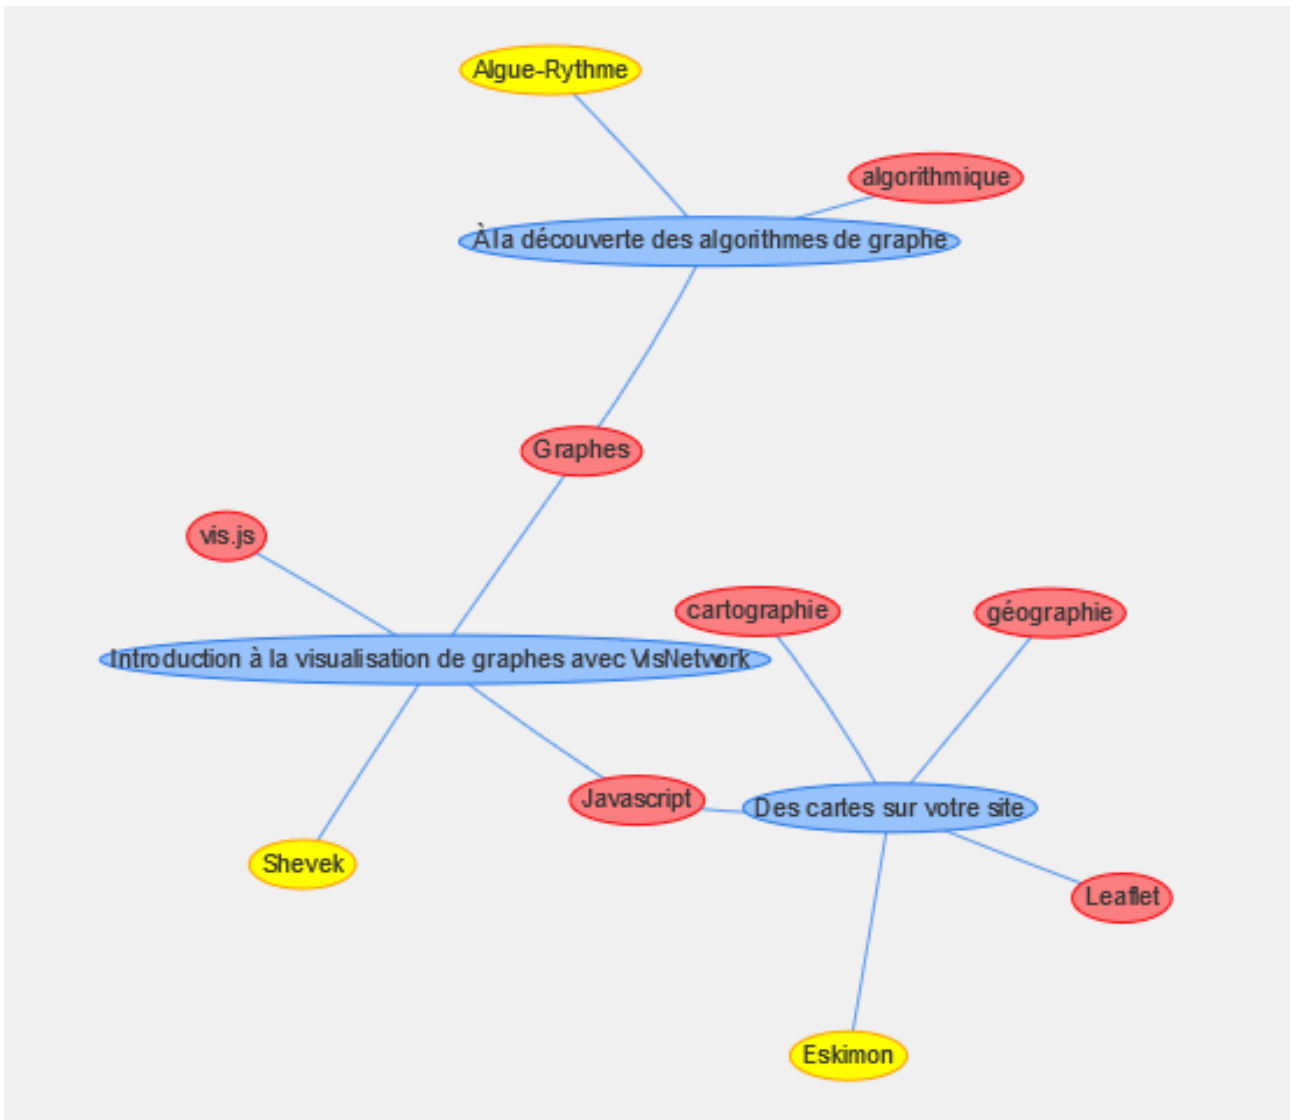 Algue-Rythme
algorithmique
À la découverte des algorithmes de graphe
Graphes
vis.js
cartographie
géographie
Introduction à la visualisation de graphes avec VisNetwork
Javascript
Des cartes sur votre site
Shevek
Leaflet
Eskimon